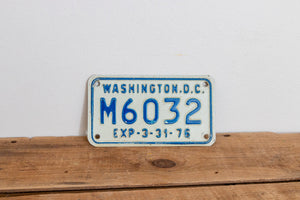 WASHINGTON, D.C.
M6032
EXP-3-31-76